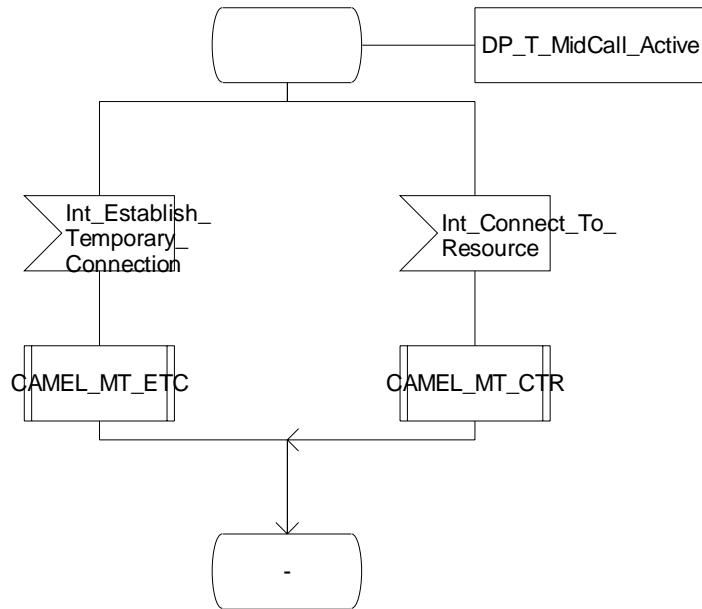 DP_T_MidCall_Active
Int_Establish_
Temporary_
Connection
Int_Connect_To_
Resource
CAMEL_MT_ETC
CAMEL_MT_CTR
-